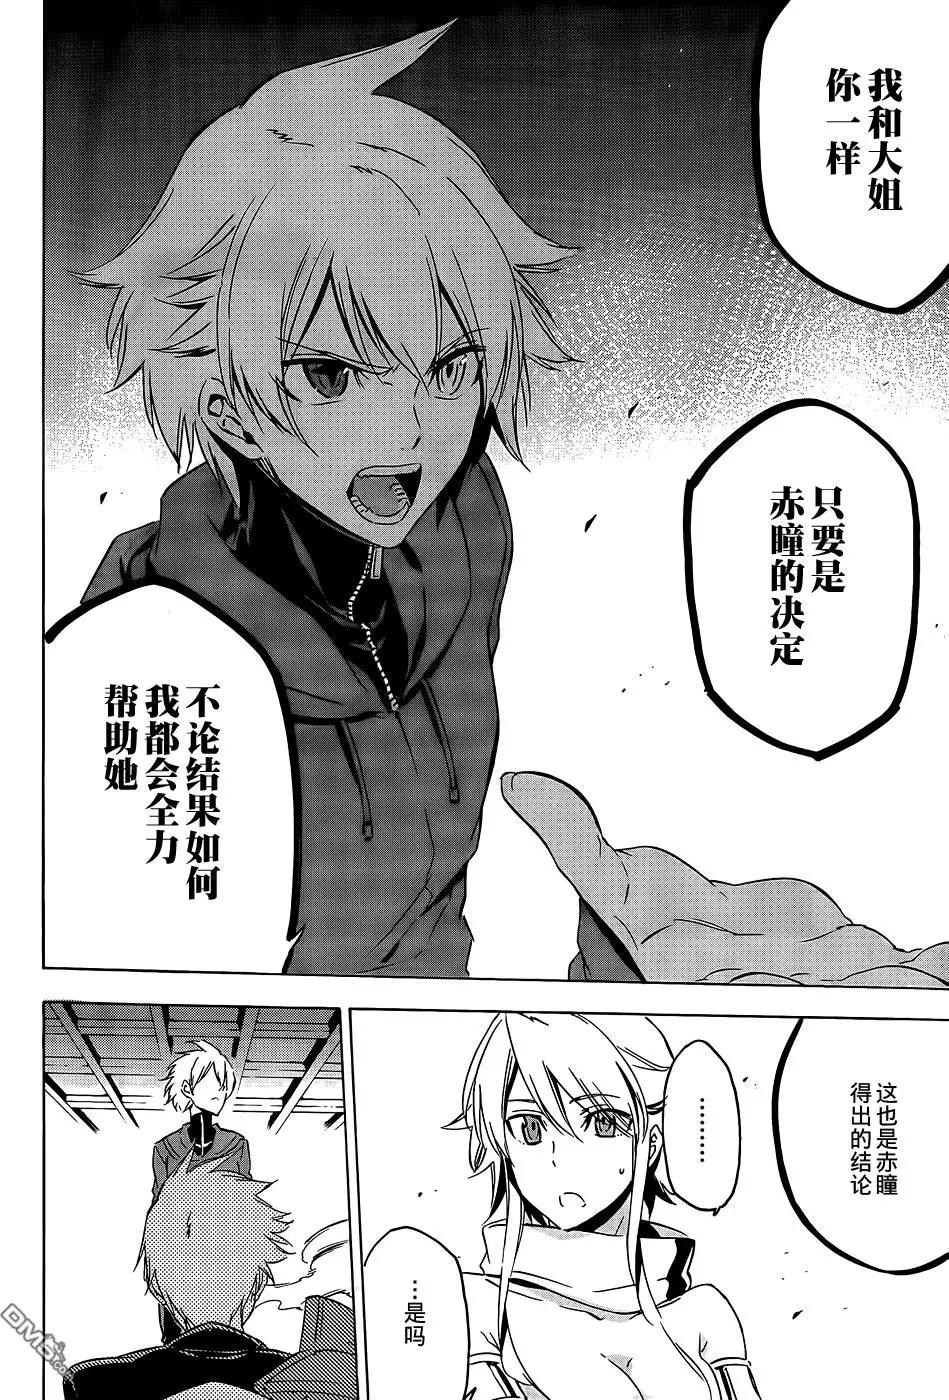 我和大姐
你一样
只要是
赤瞳的决定
不论结果如何
我都会全力
帮助她
这也是赤瞳
得出的结论
………
…是吗
DMG